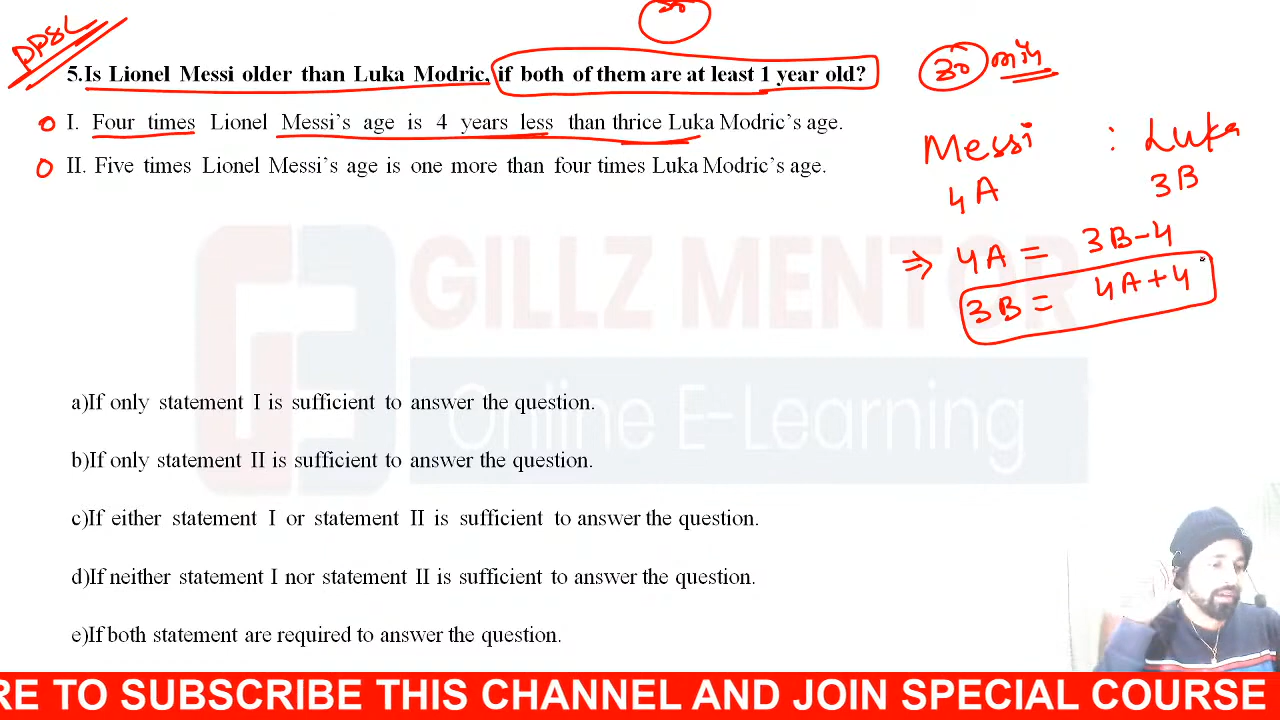 DPSL
5.Is Lionel Messi older than Luka Modric, if both of them are at least 1 year old?
I. Four times Lionel Messi's age is 4 years less than thrice Luka Modric's age.
II. Five times Lionel Messi's age is one more than four times Luka Modric's age.
Messi : Luka
4A 3B
⇒ 4A = 3B-4
3B = 4A+4
GILLZ MENTOR
Online E-Learning
a)If only statement I is sufficient to answer the question.
b)If only statement II is sufficient to answer the question.
c)If either statement I or statement II is sufficient to answer the question.
d)If neither statement I nor statement II is sufficient to answer the question.
e)If both statement are required to answer the question.
RE TO SUBSCRIBE THIS CHANNEL AND JOIN SPECIAL COURSE